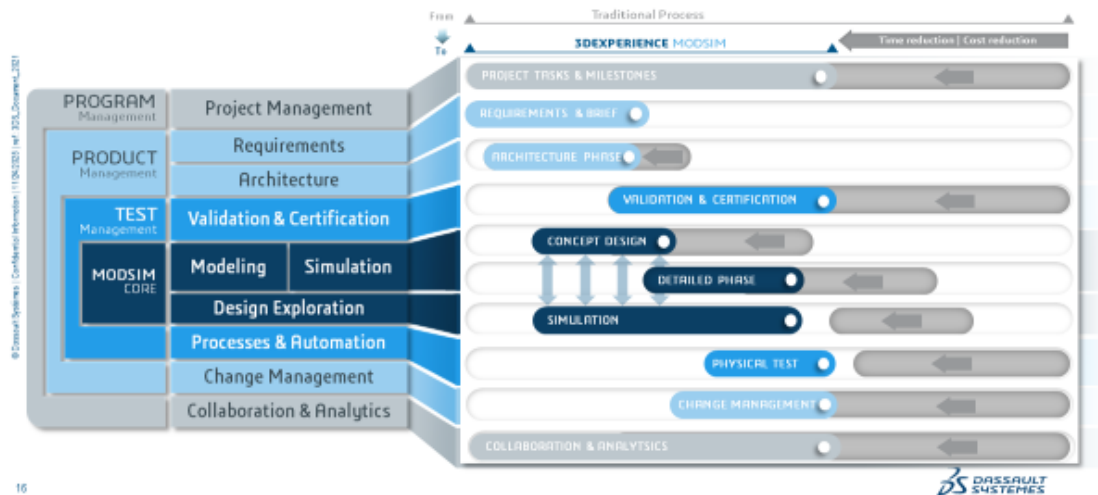 From
Traditional Process
To
3DEXPERIENCE MODSIM
Time reduction | Cost reduction
PROGRAM
Management
Project Management
PRODUCT
Management
Requirements
Architecture
TEST
Management
Validation & Certification
MODSIM
CORE
Modeling
Simulation
Design Exploration
Processes & Automation
Change Management
Collaboration & Analytics
PROJECT TASKS & MILESTONES
REQUIREMENTS & BRIEF
ARCHITECTURE PHASE
VALIDATION & CERTIFICATION
CONCEPT DESIGN
DETAILED PHASE
SIMULATION
PHYSICAL TEST
CHANGE MANAGEMENT
COLLABORATION & ANALYTSICS
16
DASSAULT
SYSTEMES